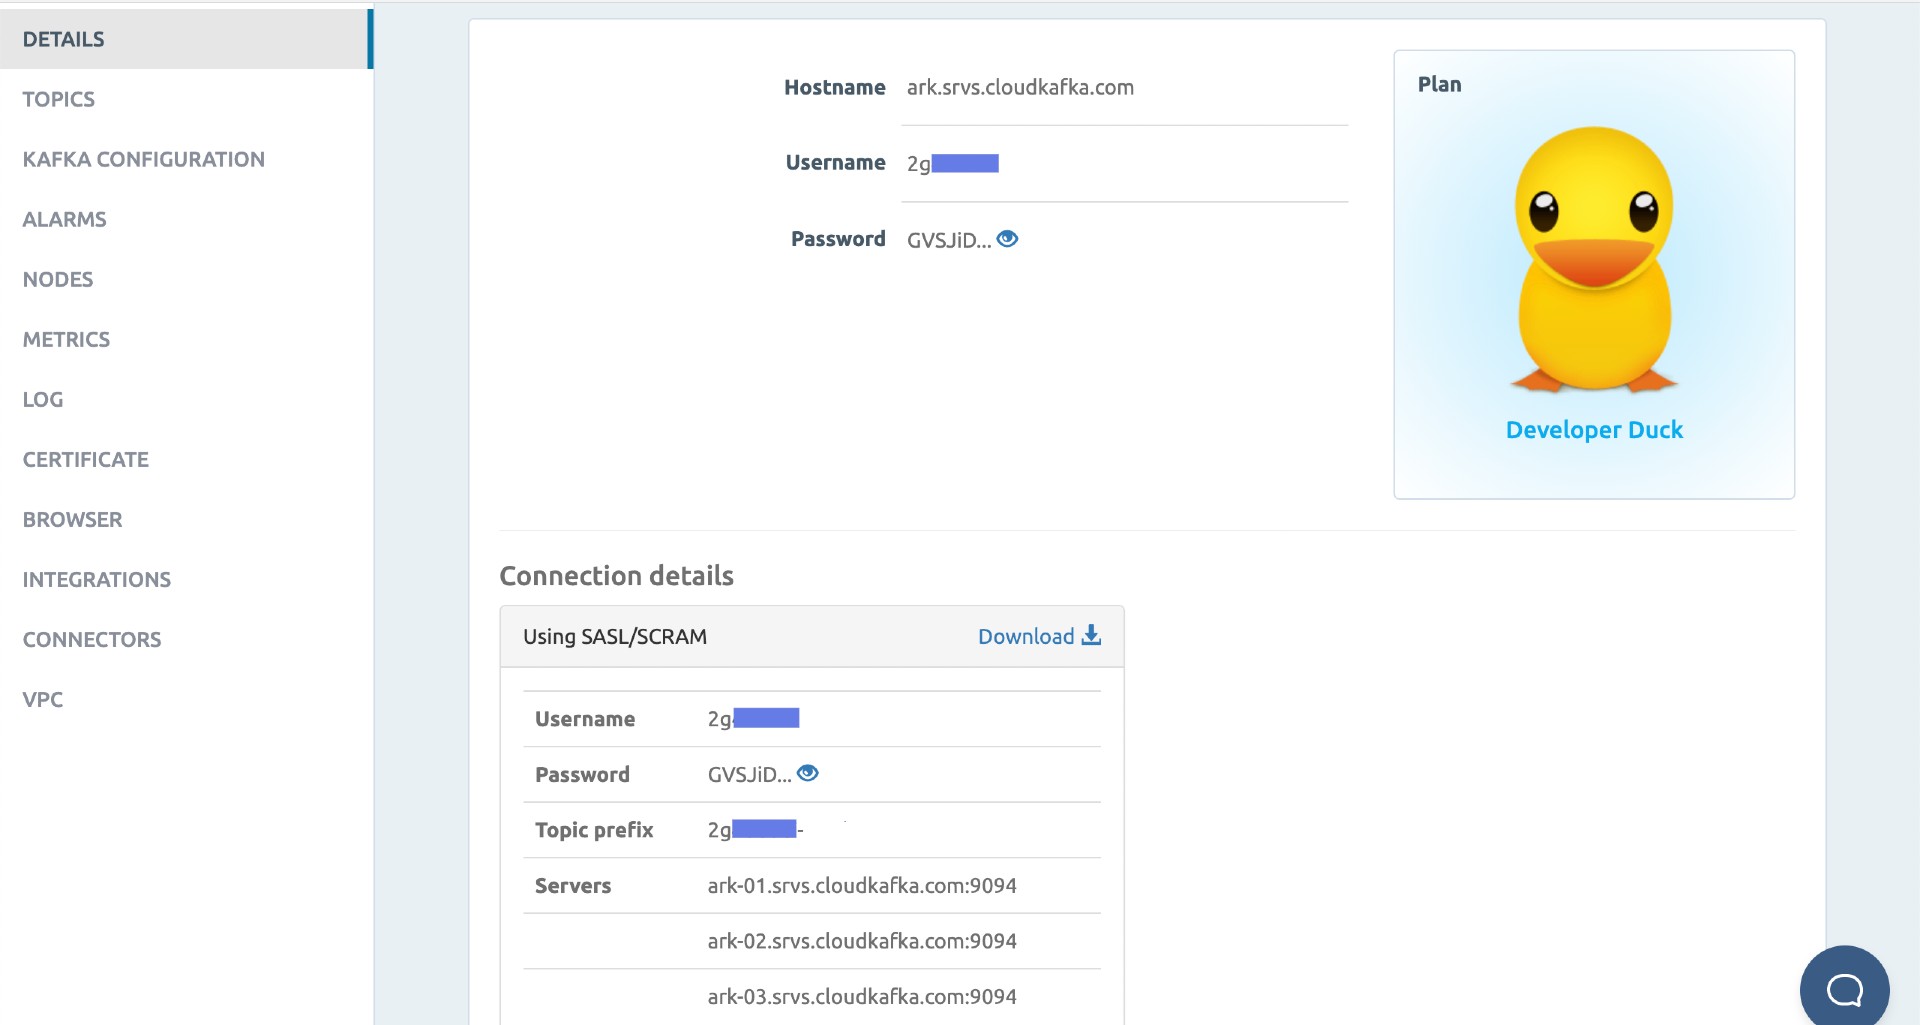 DETAILS
TOPICS
KAFKA CONFIGURATION
ALARMS
NODES
METRICS
LOG
CERTIFICATE
BROWSER
INTEGRATIONS
CONNECTORS
VPC
Hostname ark.srvs.cloudkafka.com
Username 2g
Password GVSJiD...
Plan
Developer Duck
Connection details
Using SASL/SCRAM Download
Username 2g
Password GVSJiD...
Topic prefix 2g -
Servers ark-01.srvs.cloudkafka.com:9094
ark-02.srvs.cloudkafka.com:9094
ark-03.srvs.cloudkafka.com:9094